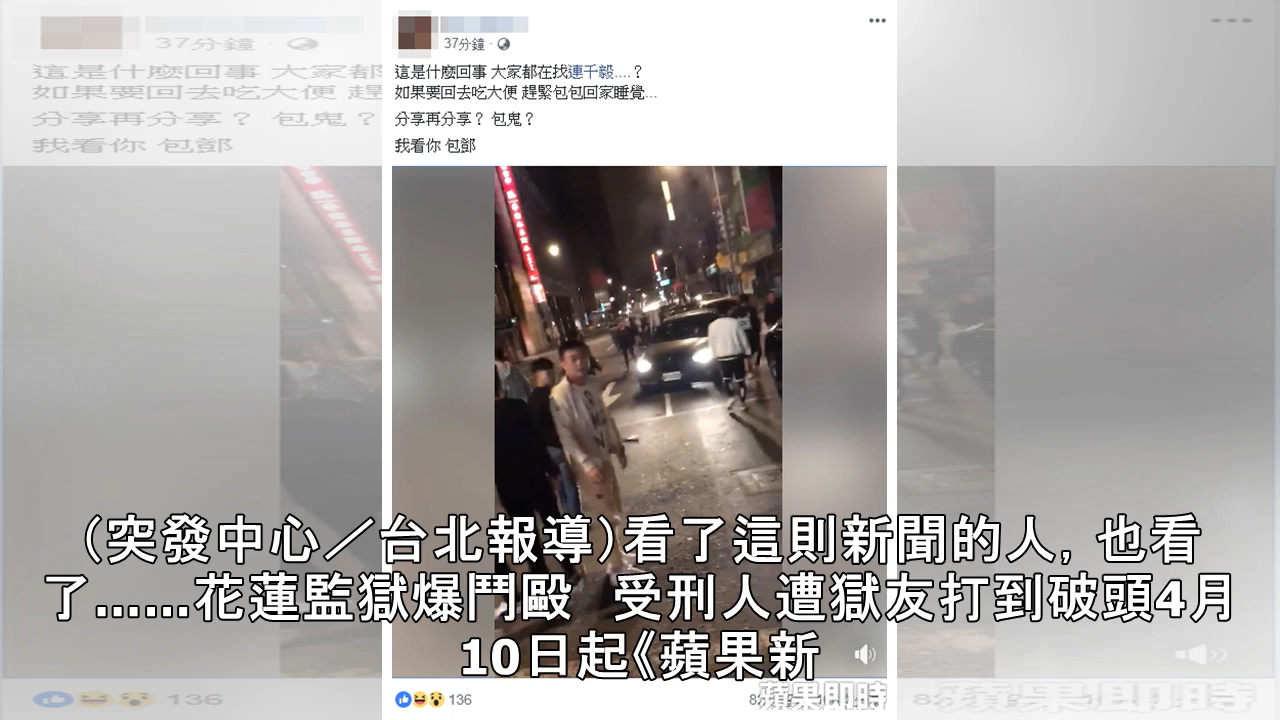 37分鐘
這是什麼回事 大家都在找連千毅....？
如果要回去吃大便 趕緊包包回家睡覺...
分享再分享？ 包鬼？
我看你 包鄧
（突發中心／台北報導）看了這則新聞的人，也看
了……花蓮監獄爆鬥毆　受刑人遭獄友打到破頭4月
10日起《蘋果新
136
蘋果即時